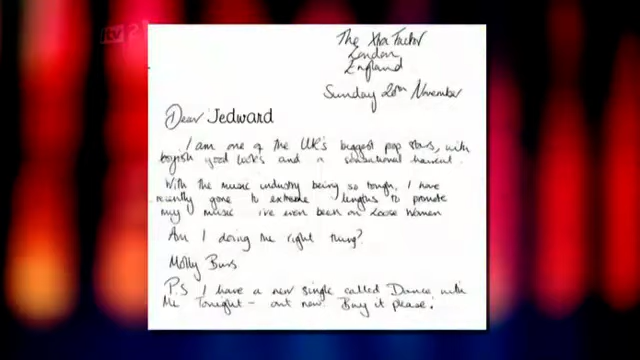 itv2
The Xtra Factor
London
England
Sunday 20th November
Dear Jedward
I am one of the UK's biggest pop stars, with
boyish good looks and a sensational haircut.
With the music industry being so tough, I have
recently gone to extreme lengths to promote
my music i've even been on Loose Women
Am I doing the right thing?
Molly Burs
P.S I have a new single called Dance with
Me Tonight - out now. Buy it please!